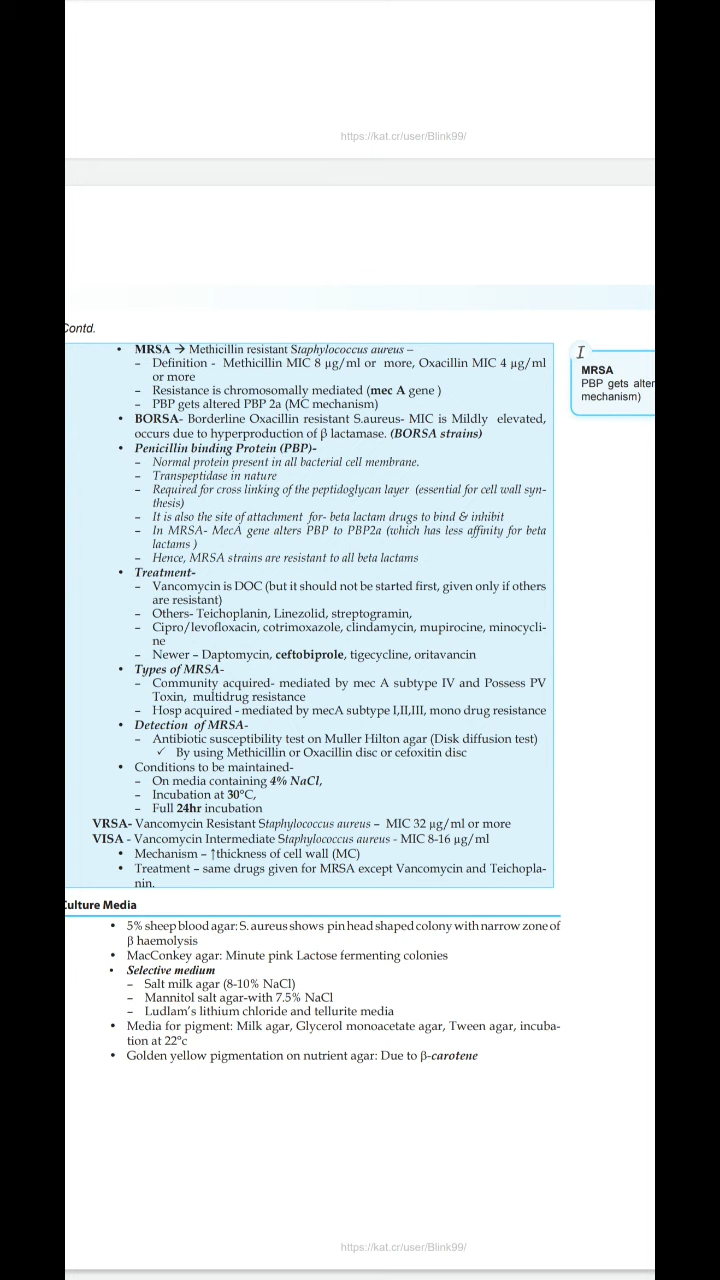 https://kat.cr/user/Blink99/
Contd.
• MRSA → Methicillin resistant Staphylococcus aureus –
– Definition - Methicillin MIC 8 µg/ml or more, Oxacillin MIC 4 µg/ml
or more
– Resistance is chromosomally mediated (mec A gene )
– PBP gets altered PBP 2a (MC mechanism)
• BORSA- Borderline Oxacillin resistant S.aureus- MIC is Mildly elevated,
occurs due to hyperproduction of β lactamase. (BORSA strains)
• Penicillin binding Protein (PBP)-
– Normal protein present in all bacterial cell membrane.
– Transpeptidase in nature
– Required for cross linking of the peptidoglycan layer (essential for cell wall syn-
thesis)
– It is also the site of attachment for- beta lactam drugs to bind & inhibit
– In MRSA- MecA gene alters PBP to PBP2a (which has less affinity for beta
lactams )
– Hence, MRSA strains are resistant to all beta lactams
• Treatment-
– Vancomycin is DOC (but it should not be started first, given only if others
are resistant)
– Others- Teichoplanin, Linezolid, streptogramin,
– Cipro/levofloxacin, cotrimoxazole, clindamycin, mupirocine, minocycli-
ne
– Newer – Daptomycin, ceftobiprole, tigecycline, oritavancin
• Types of MRSA-
– Community acquired- mediated by mec A subtype IV and Possess PV
Toxin, multidrug resistance
– Hosp acquired - mediated by mecA subtype I,II,III, mono drug resistance
• Detection of MRSA-
– Antibiotic susceptibility test on Muller Hilton agar (Disk diffusion test)
✓ By using Methicillin or Oxacillin disc or cefoxitin disc
• Conditions to be maintained-
– On media containing 4% NaCl,
– Incubation at 30°C,
– Full 24hr incubation
VRSA- Vancomycin Resistant Staphylococcus aureus – MIC 32 µg/ml or more
VISA - Vancomycin Intermediate Staphylococcus aureus - MIC 8-16 µg/ml
• Mechanism – ↑thickness of cell wall (MC)
• Treatment – same drugs given for MRSA except Vancomycin and Teichopla-
nin.
I
MRSA
PBP gets alter
mechanism)
Culture Media
• 5% sheep blood agar: S. aureus shows pin head shaped colony with narrow zone of
β haemolysis
• MacConkey agar: Minute pink Lactose fermenting colonies
• Selective medium
– Salt milk agar (8-10% NaCl)
– Mannitol salt agar-with 7.5% NaCl
– Ludlam's lithium chloride and tellurite media
• Media for pigment: Milk agar, Glycerol monoacetate agar, Tween agar, incuba-
tion at 22°c
• Golden yellow pigmentation on nutrient agar: Due to β-carotene
https://kat.cr/user/Blink99/